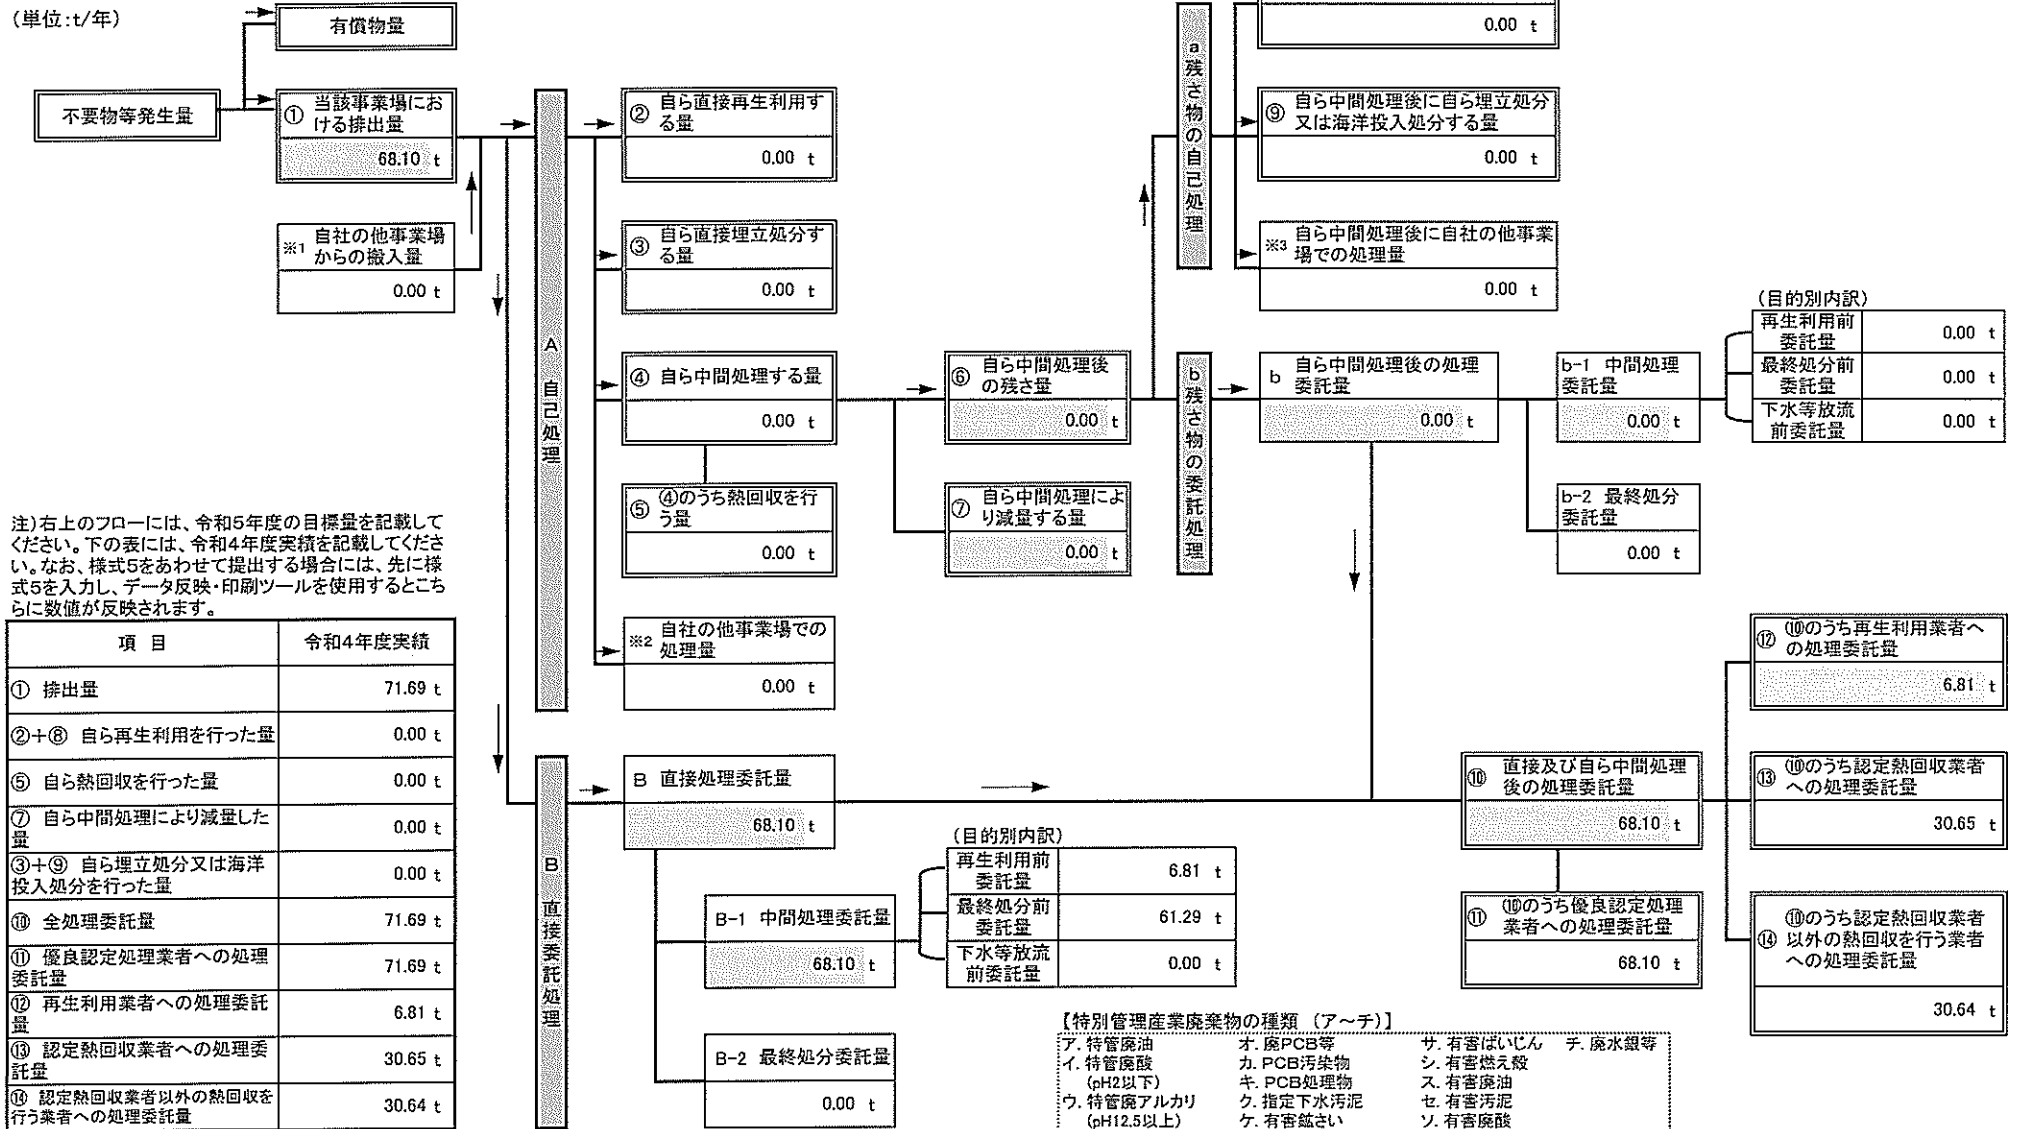 (単位:t/年)
有償物量
不要物等発生量
① 当該事業場にお
ける排出量
68.10 t
※1 自社の他事業場
からの搬入量
0.00 t
A 自己処理
② 自ら直接再生利用す
る量
0.00 t
③ 自ら直接埋立処分す
る量
0.00 t
④ 自ら中間処理する量
0.00 t
⑤ ④のうち熱回収を行
う量
0.00 t
※2 自社の他事業場での
処理量
0.00 t
⑥ 自ら中間処理後
の残さ量
0.00 t
⑦ 自ら中間処理によ
り減量する量
0.00 t
a 残さ物の自己処理
0.00 t
⑨ 自ら中間処理後に自ら埋立処分
又は海洋投入処分する量
0.00 t
※3 自ら中間処理後に自社の他事業
場での処理量
0.00 t
b 残さ物の委託処理
b 自ら中間処理後の処理
委託量
0.00 t
b-1 中間処理
委託量
0.00 t
b-2 最終処分
委託量
0.00 t
(目的別内訳)
再生利用前
委託量
0.00 t
最終処分前
委託量
0.00 t
下水等放流
前委託量
0.00 t
注)右上のフローには、令和5年度の目標量を記載して
ください。下の表には、令和4年度実績を記載してくださ
い。なお、様式5をあわせて提出する場合には、先に様
式5を入力し、データ反映・印刷ツールを使用するとこち
らに数値が反映されます。
項 目 令和4年度実績
① 排出量 71.69 t
②+⑧ 自ら再生利用を行った量 0.00 t
⑤ 自ら熱回収を行った量 0.00 t
⑦ 自ら中間処理により減量した
量 0.00 t
③+⑨ 自ら埋立処分又は海洋
投入処分を行った量 0.00 t
⑩ 全処理委託量 71.69 t
⑪ 優良認定処理業者への処理
委託量 71.69 t
⑫ 再生利用業者への処理委託
量 6.81 t
⑬ 認定熱回収業者への処理委
託量 30.65 t
⑭ 認定熱回収業者以外の熱回収を
行う業者への処理委託量 30.64 t
B 直接委託処理
B 直接処理委託量
68.10 t
B-1 中間処理委託量
68.10 t
B-2 最終処分委託量
0.00 t
(目的別内訳)
再生利用前
委託量
6.81 t
最終処分前
委託量
61.29 t
下水等放流
前委託量
0.00 t
⑩ 直接及び自ら中間処理
後の処理委託量
68.10 t
⑪ ⑩のうち優良認定処理
業者への処理委託量
68.10 t
⑫ ⑩のうち再生利用業者へ
の処理委託量
6.81 t
⑬ ⑩のうち認定熱回収業者
への処理委託量
30.65 t
⑭ ⑩のうち認定熱回収業者
以外の熱回収を行う業者
への処理委託量
30.64 t
【特別管理産業廃棄物の種類 (ア~チ)】
ア. 特管廃油 オ. 廃PCB等 サ. 有害ばいじん チ. 廃水銀等
イ. 特管廃酸 カ. PCB汚染物 シ. 有害燃え殻
(pH2以下) キ. PCB処理物 ス. 有害廃油
ウ. 特管廃アルカリ ク. 指定下水汚泥 セ. 有害汚泥
(pH12.5以上) ケ. 有害鉱さい ソ. 有害廃酸